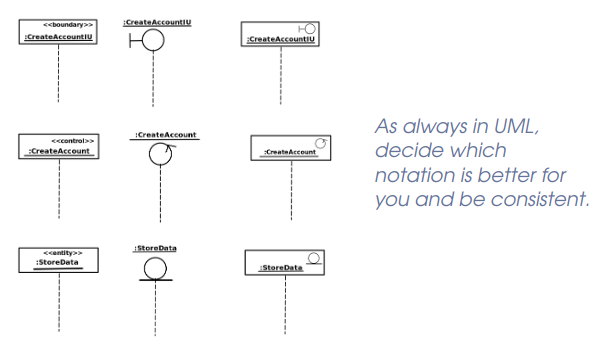 <<boundary>>
:CreateAccountIU
:CreateAccountIU
:CreateAccountIU
<<control>>
:CreateAccount
:CreateAccount
:CreateAccount
<<entity>>
:StoreData
:StoreData
:StoreData
As always in UML,
decide which
notation is better for
you and be consistent.